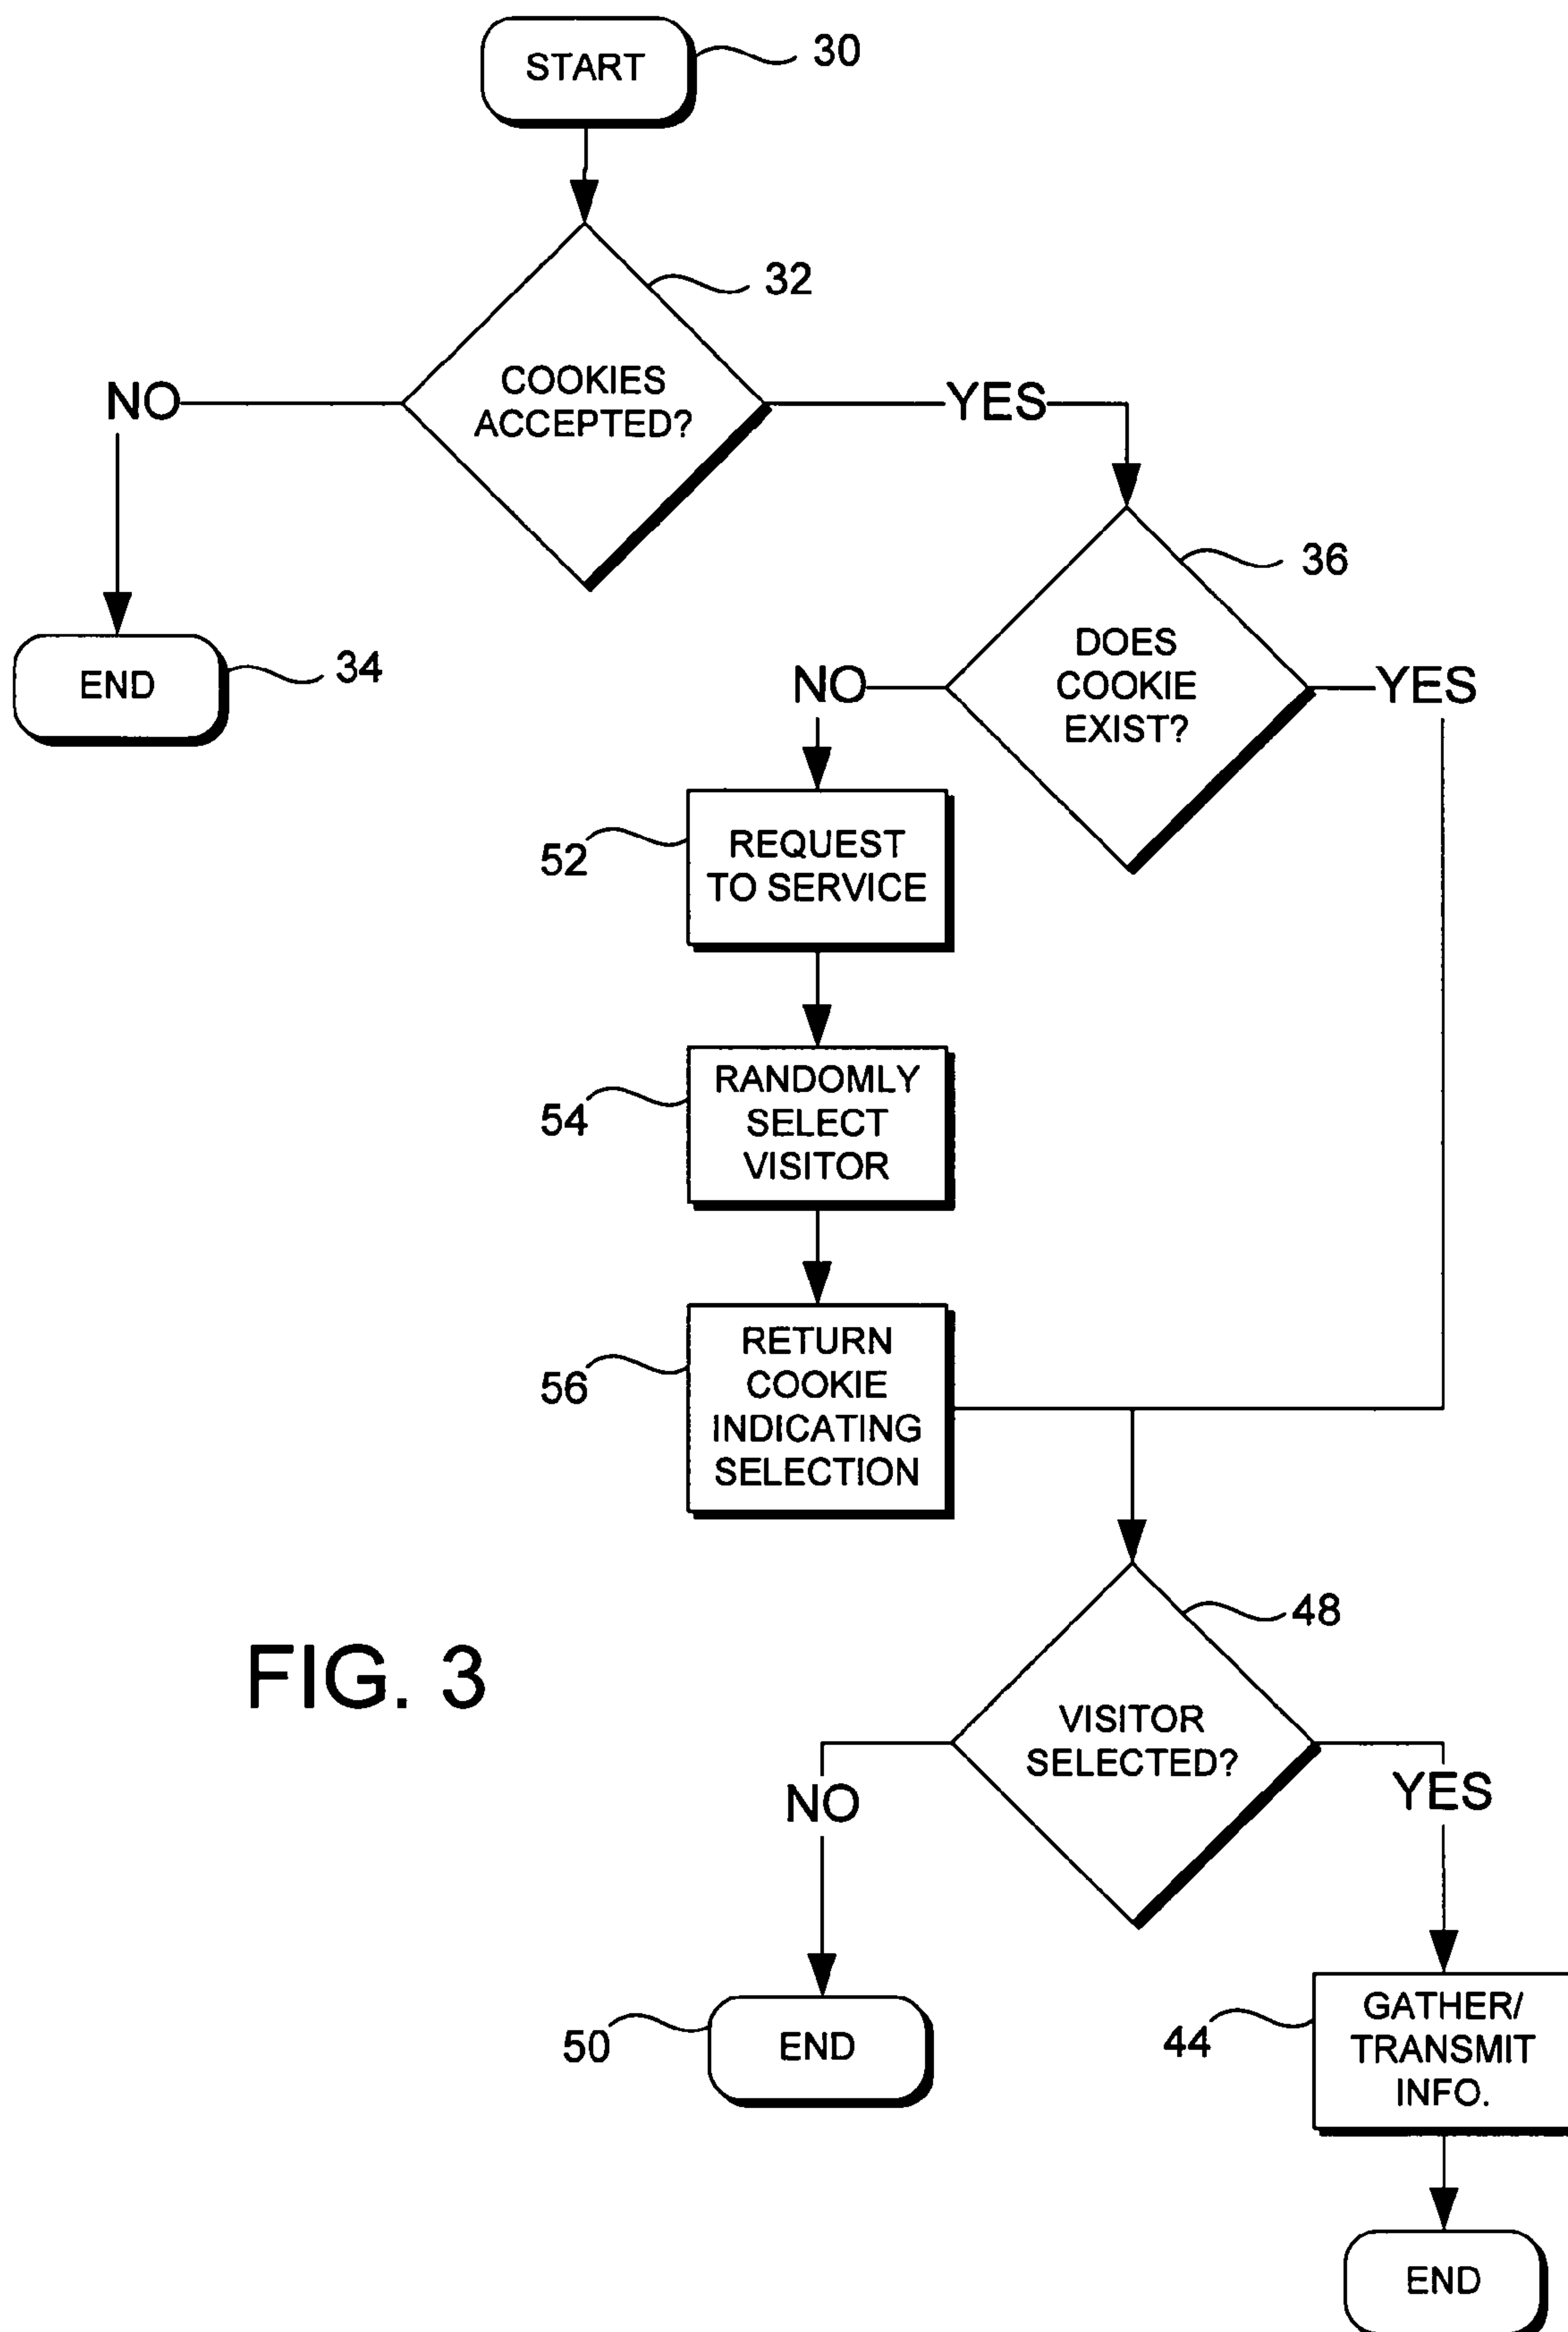 START
30
32
COOKIES
ACCEPTED?
NO
YES
36
DOES
COOKIE
EXIST?
END
34
NO
YES
REQUEST
TO SERVICE
52
RANDOMLY
SELECT
VISITOR
54
RETURN
COOKIE
INDICATING
SELECTION
56
48
FIG. 3
VISITOR
SELECTED?
NO
YES
50
END
44
GATHER/
TRANSMIT
INFO.
END